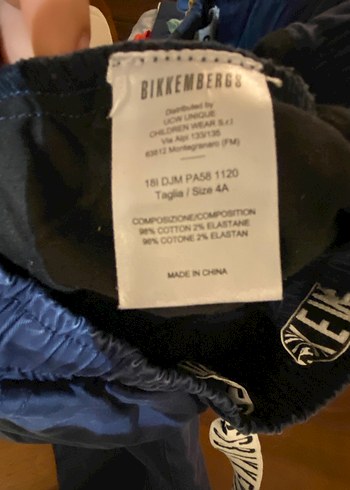 BIKKEMBERGS
Distributed by
UCW UNIQUE
CHILDREN WEAR S.r.l
Via Alpi 133/135
63812 Montegranaro (FM)
18I DJM PA58 1120
Taglia / Size 4A
COMPOSIZIONE/COMPOSITION
98% COTTON 2% ELASTANE
98% COTONE 2% ELASTAN
MADE IN CHINA